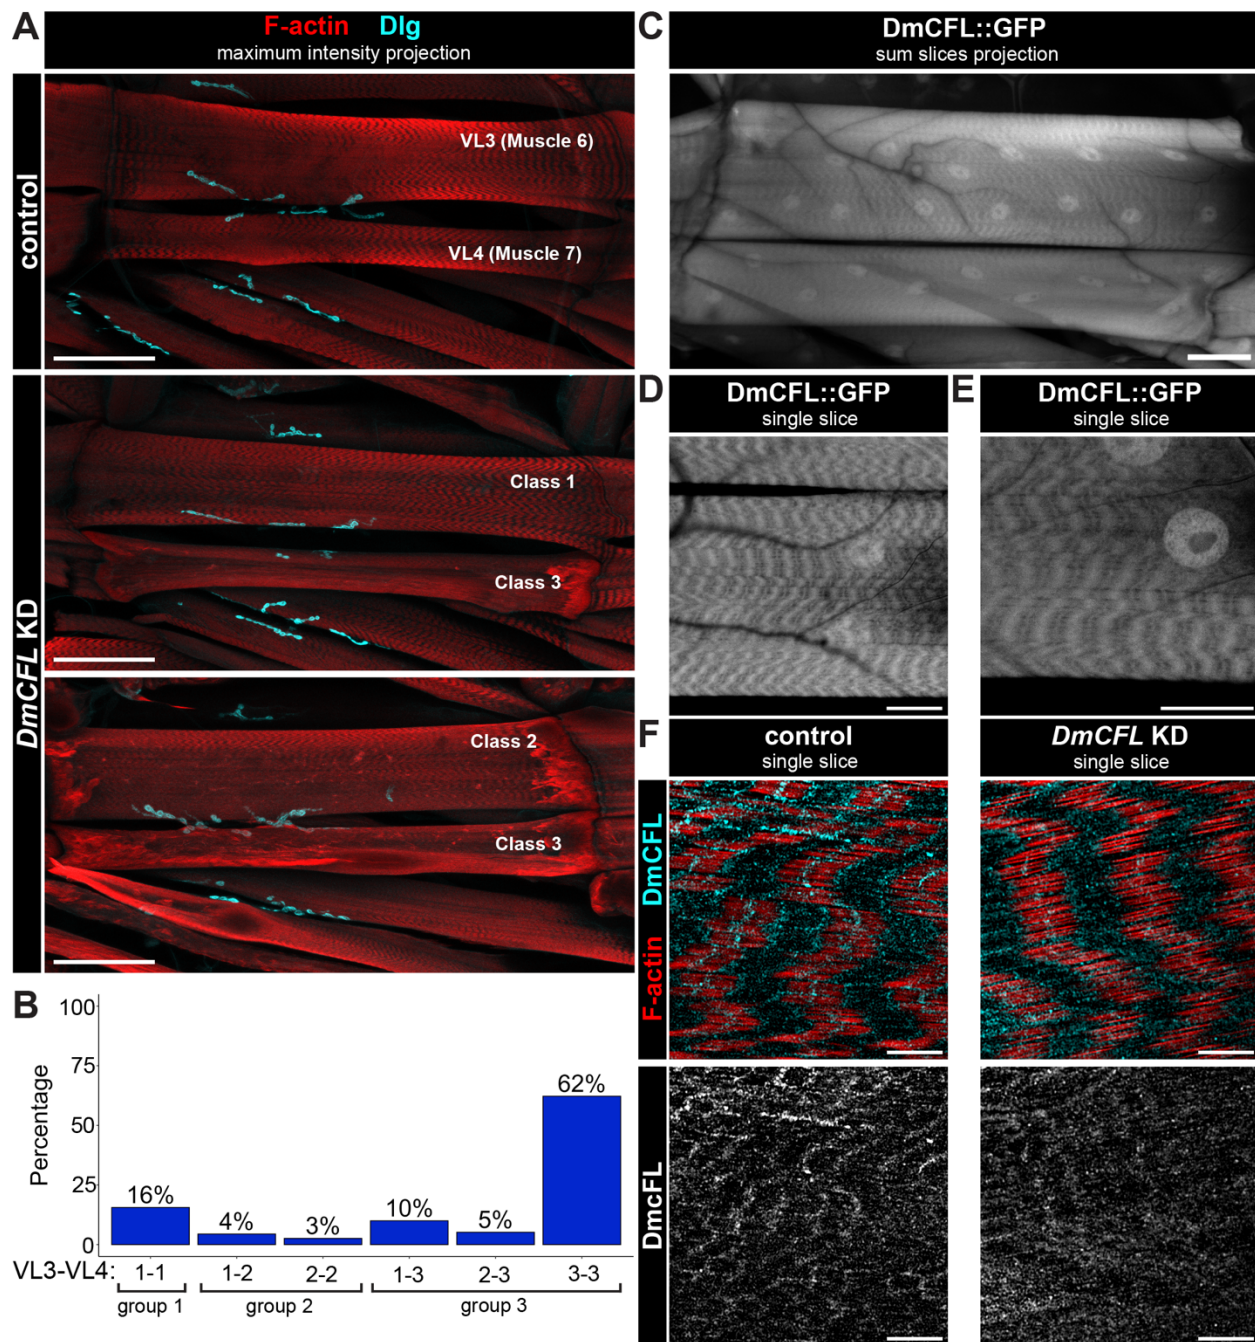 A
F-actin Dlg
maximum intensity projection
control
VL3 (Muscle 6)
VL4 (Muscle 7)
DmCFL KD
Class 1
Class 3
Class 2
Class 3
B
Percentage
100
75
50
25
0
16%
4%
3%
10%
5%
62%
VL3-VL4: 1-1 1-2 2-2 1-3 2-3 3-3
group 1 group 2 group 3
C
DmCFL::GFP
sum slices projection
D
DmCFL::GFP
single slice
E
DmCFL::GFP
single slice
F
control
single slice
DmCFL KD
single slice
F-actin DmCFL
DmCFL